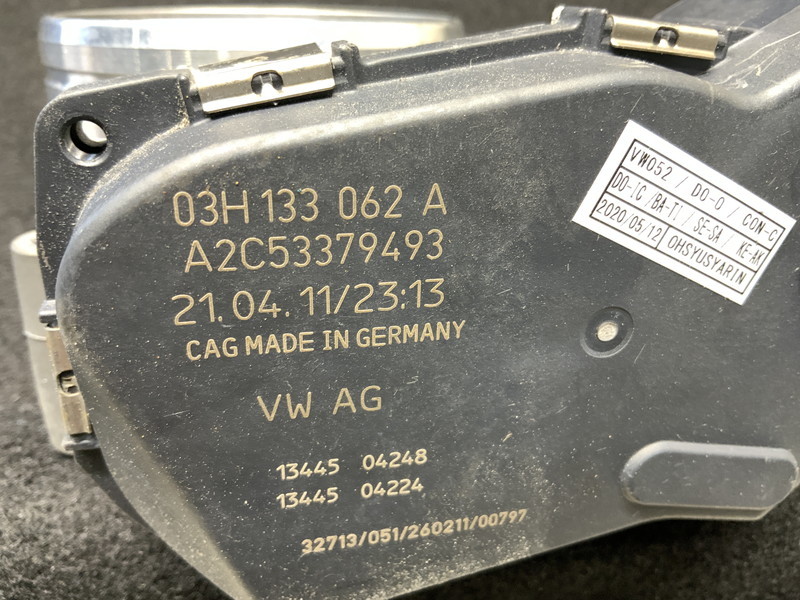 03H 133 062 A
A2C53379493
21.04.11/23:13
CAG MADE IN GERMANY
VW AG
13445 04248
13445 04224
32713/051/260211/00797
VW052 / DO-O / CON-C
DO-IC /BA-TI / SE-SA / KE-AK
2020/05/12 OHSYUSYARIN